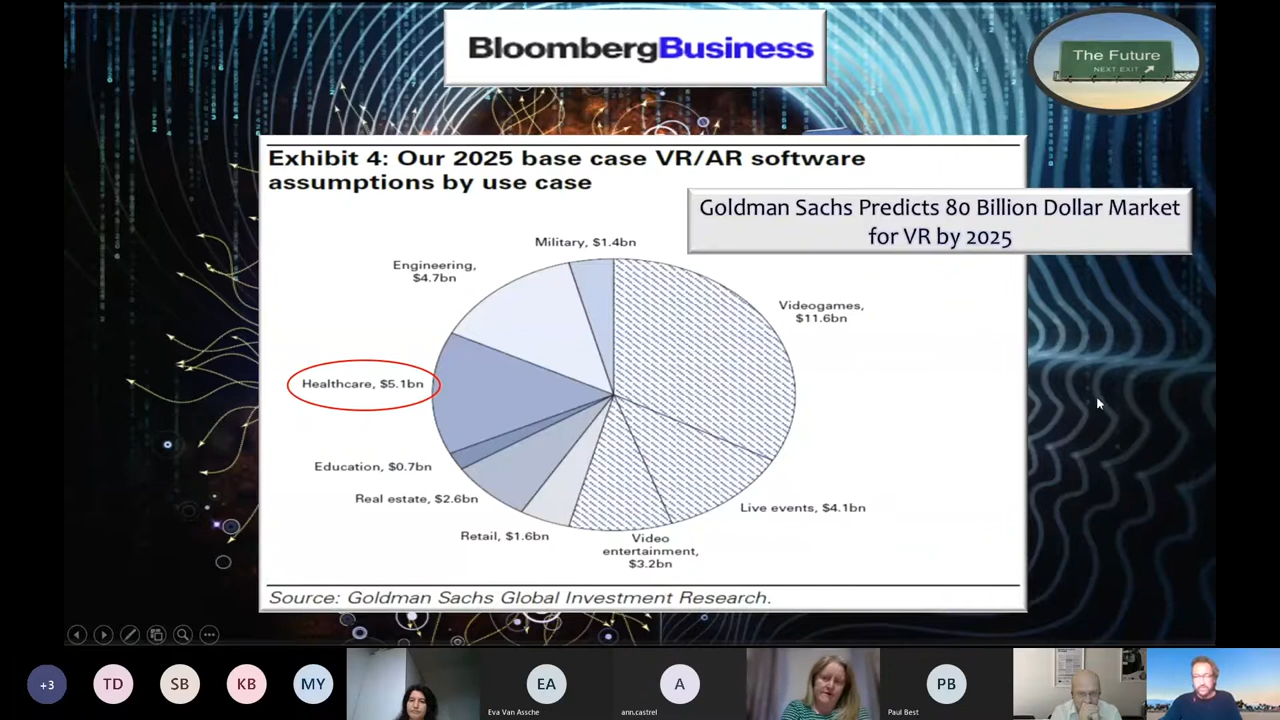 BloombergBusiness
The Future
NEXT EXIT
Exhibit 4: Our 2025 base case VR/AR software
assumptions by use case
Goldman Sachs Predicts 80 Billion Dollar Market
for VR by 2025
Military, $1.4bn
Engineering,
$4.7bn
Videogames,
$11.6bn
Healthcare, $5.1bn
Education, $0.7bn
Real estate, $2.6bn
Live events, $4.1bn
Retail, $1.6bn
Video
entertainment,
$3.2bn
Source: Goldman Sachs Global Investment Research.
+3
TD
SB
KB
MY
EA
A
PB
Eva Van Assche
ann.castrel
Paul Best